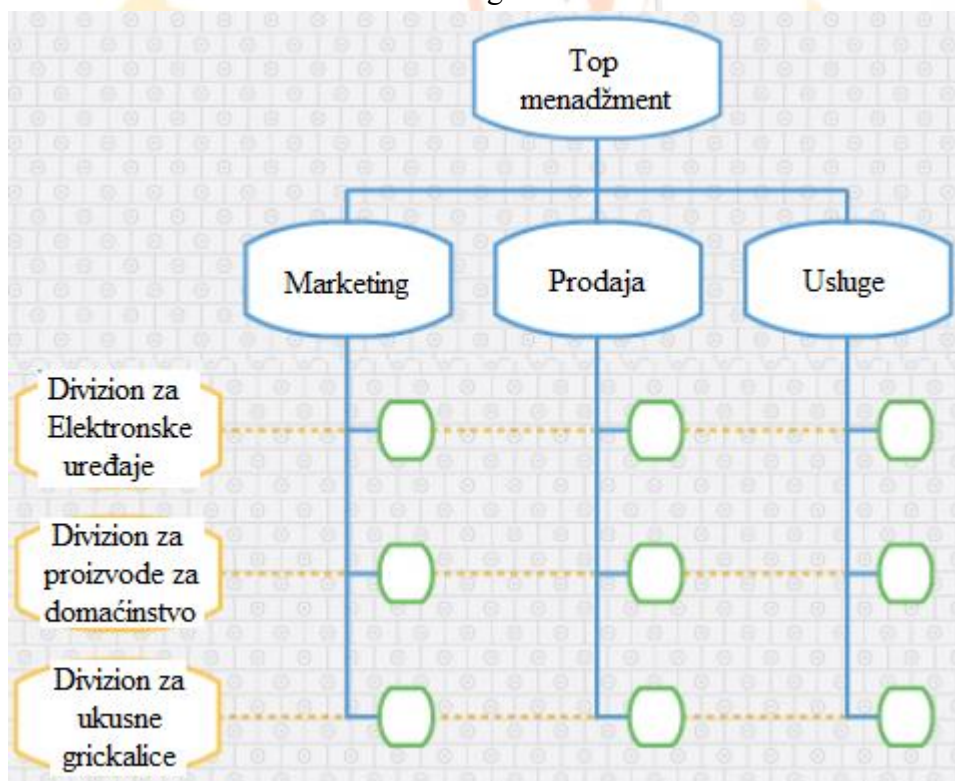 Top
menadžment
Marketing
Prodaja
Usluge
Divizion za
Elektronske
uređaje
Divizion za
proizvode za
domaćinstvo
Divizion za
ukusne
grickalice